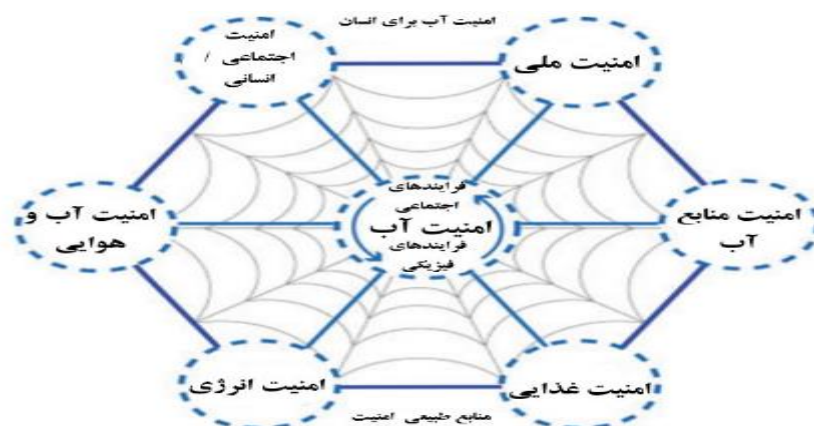 امنیت آب برای انسان
امنیت
اجتماعی /
انسانی
امنیت ملی
امنیت منابع
آب
فرایندهای
اجتماعی
امنیت آب
فرایندهای
فیزیکی
امنیت آب و
هوایی
امنیت غذایی
امنیت انرژی
منابع طبیعی امنیت